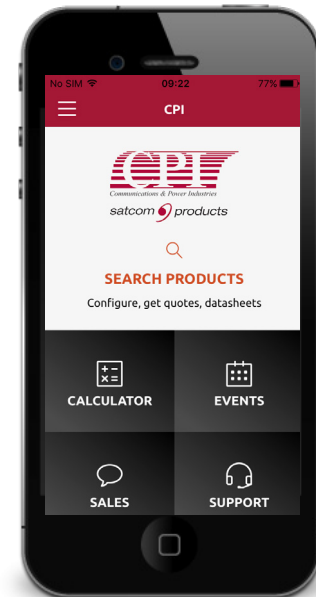 No SIM 09:22 77%
CPI
CPI
Communications & Power Industries
satcom products
SEARCH PRODUCTS
Configure, get quotes, datasheets
CALCULATOR EVENTS
SALES SUPPORT